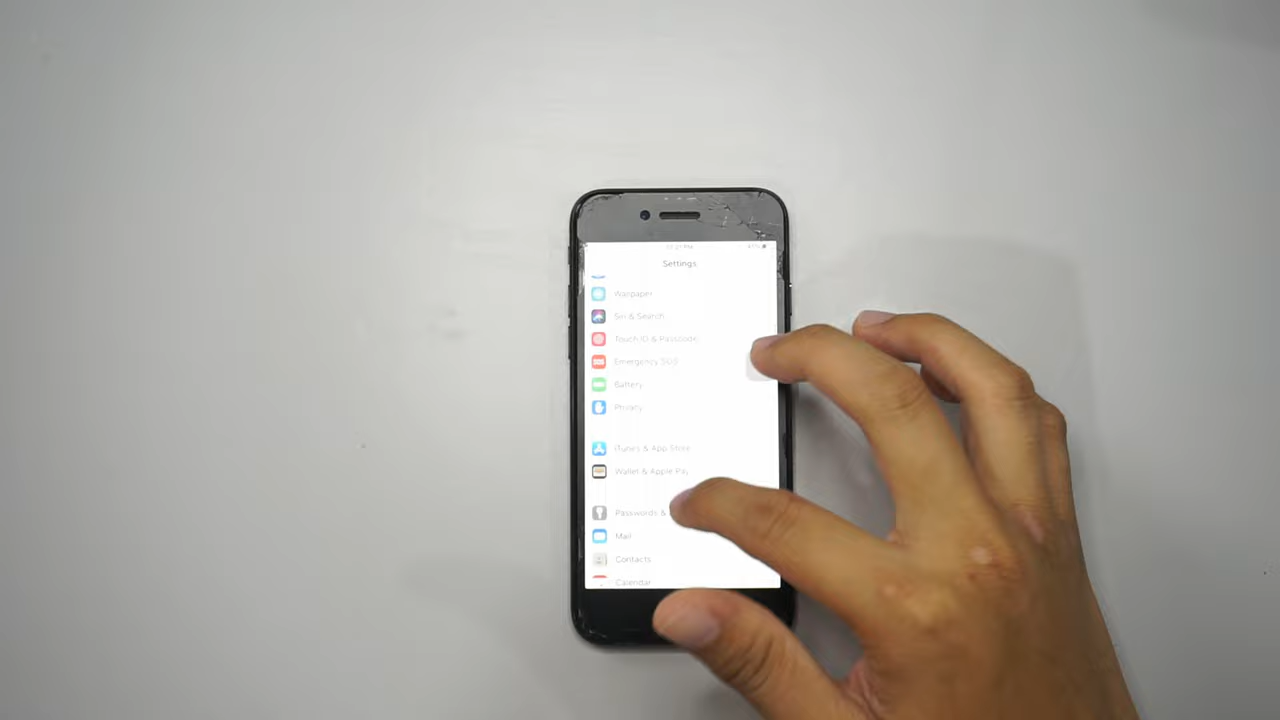 Settings
Wallpaper
Siri & Search
Touch ID & Passcode
Emergency SOS
Battery
Privacy
iTunes & App Store
Wallet & Apple Pay
Passwords &
Mail
Contacts
Calendar